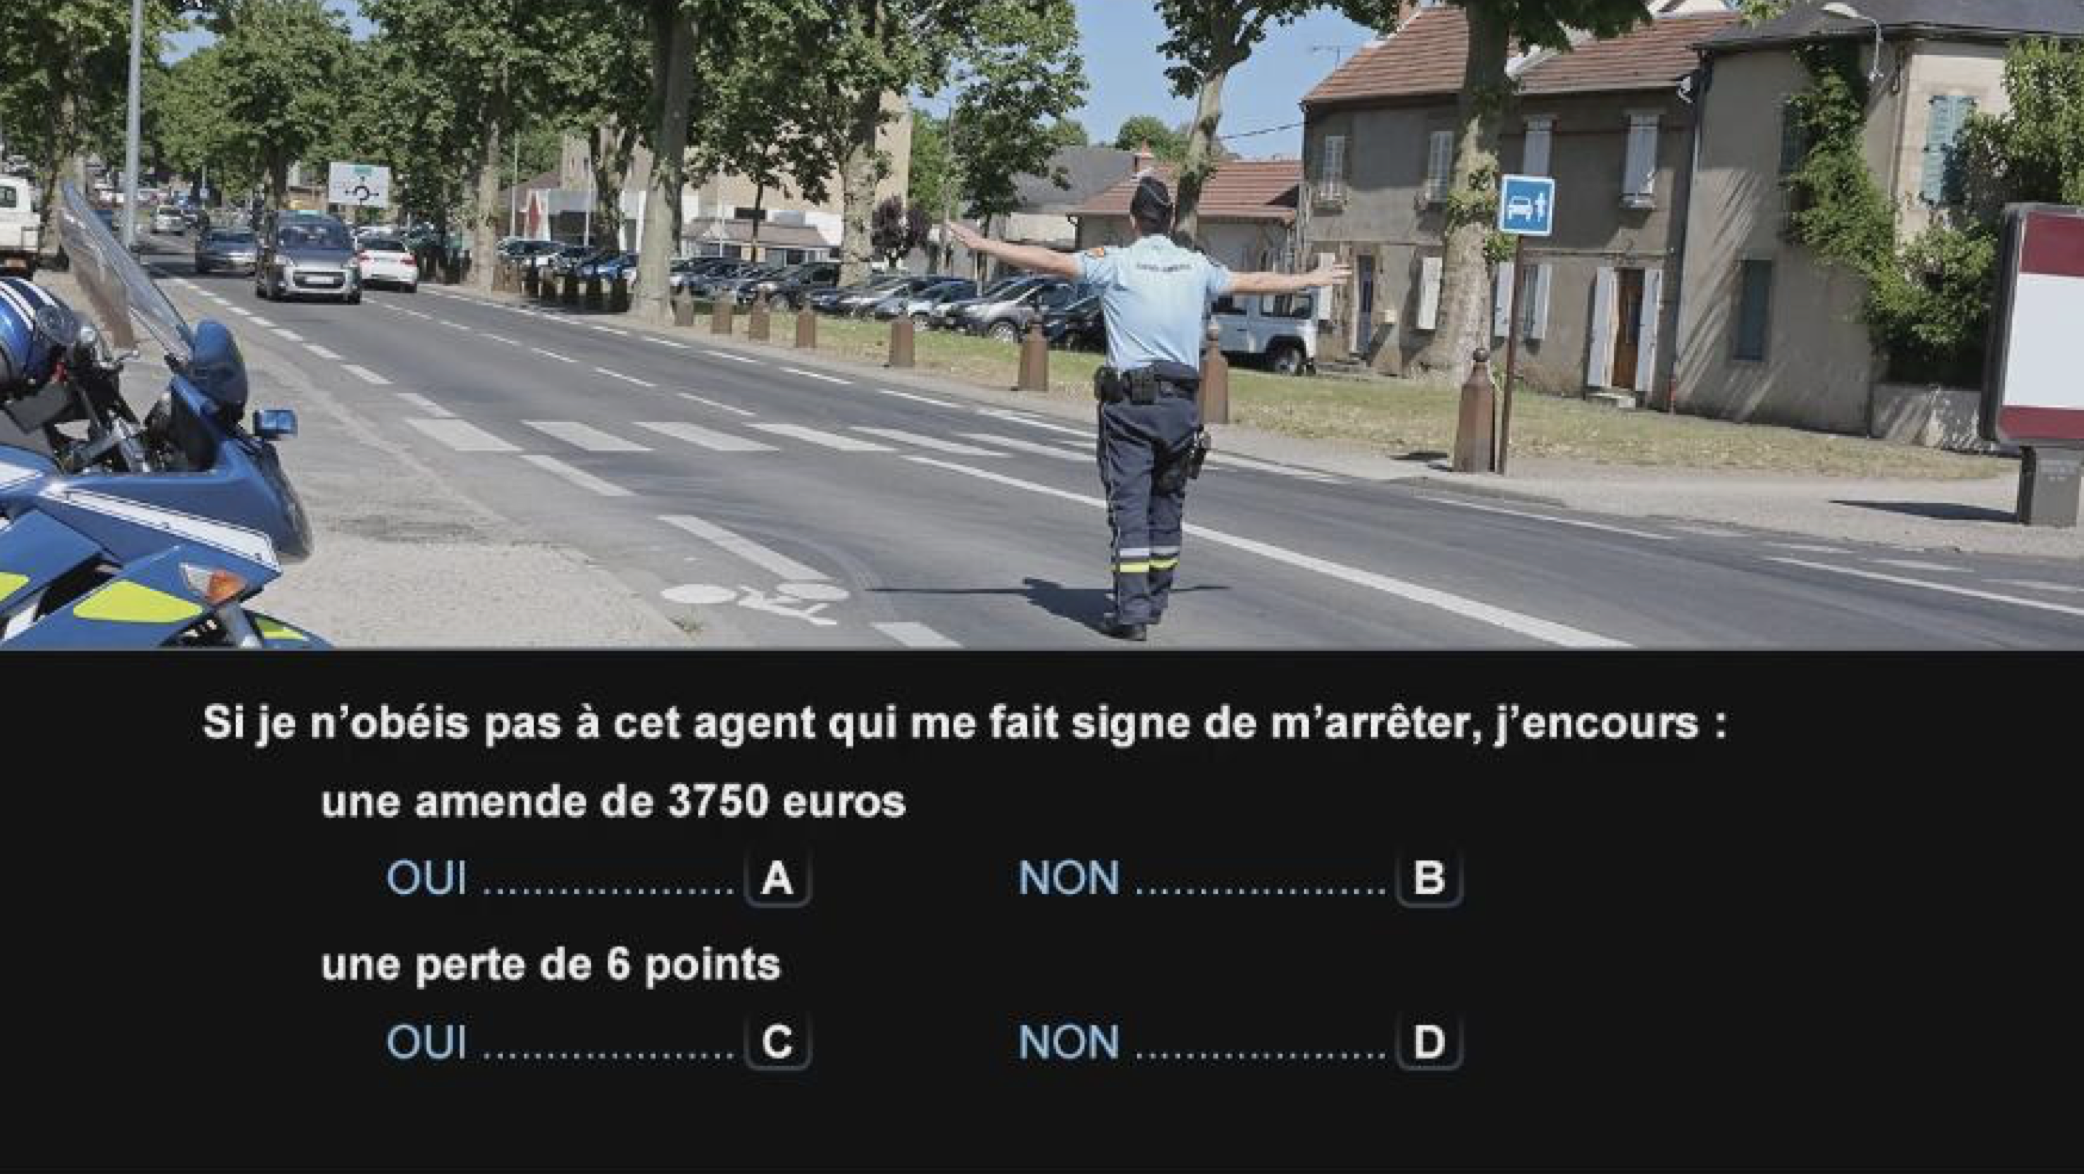 Si je n'obéis pas à cet agent qui me fait signe de m'arrêter, j'encours :
une amende de 3750 euros
OUI .................... A NON .................... B
une perte de 6 points
OUI .................... C NON .................... D